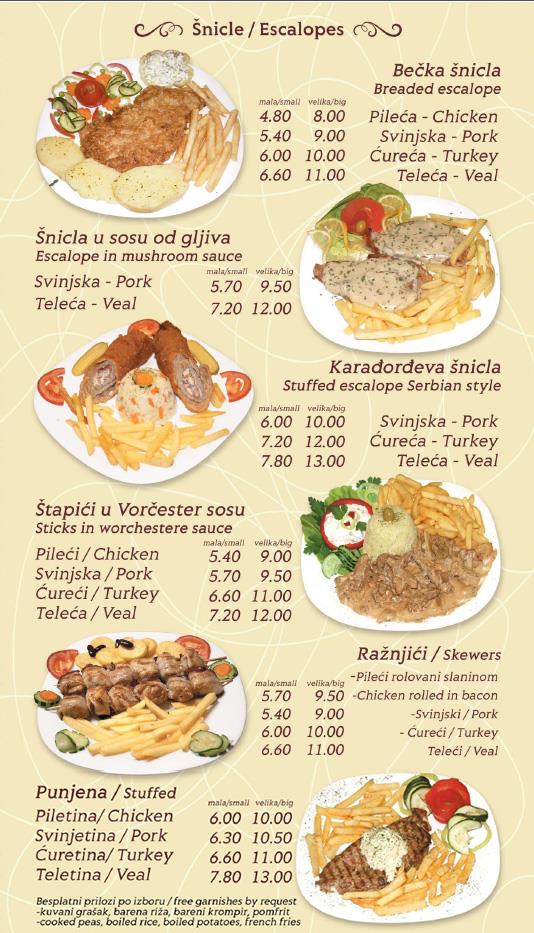 Šnicle / Escalopes
Bečka šnicla
Breaded escalope
mala/small velika/big
4.80 8.00 Pileća - Chicken
5.40 9.00 Svinjska - Pork
6.00 10.00 Ćureća - Turkey
6.60 11.00 Teleća - Veal
Šnicla u sosu od gljiva
Escalope in mushroom sauce
mala/small velika/big
Svinjska - Pork 5.70 9.50
Teleća - Veal 7.20 12.00
Karađorđeva šnicla
Stuffed escalope Serbian style
mala/small velika/big
6.00 10.00 Svinjska - Pork
7.20 12.00 Ćureća - Turkey
7.80 13.00 Teleća - Veal
Štapići u Vorčester sosu
Sticks in worchestere sauce
mala/small velika/big
Pileći / Chicken 5.40 9.00
Svinjska / Pork 5.70 9.50
Ćureći / Turkey 6.60 11.00
Teleća / Veal 7.20 12.00
Ražnjići / Skewers
mala/small velika/big -Pileći rolovani slaninom
5.70 9.50 -Chicken rolled in bacon
5.40 9.00 -Svinjski / Pork
6.00 10.00 - Ćureći / Turkey
6.60 11.00 Teleći / Veal
Punjena / Stuffed
mala/small velika/big
Piletina/ Chicken 6.00 10.00
Svinjetina / Pork 6.30 10.50
Ćuretina/ Turkey 6.60 11.00
Teletina / Veal 7.80 13.00
Besplatni prilozi po izboru / free garnishes by request
-kuvani grašak, barena riža, bareni krompir, pomfrit
-cooked peas, boiled rice, boiled potatoes, french fries